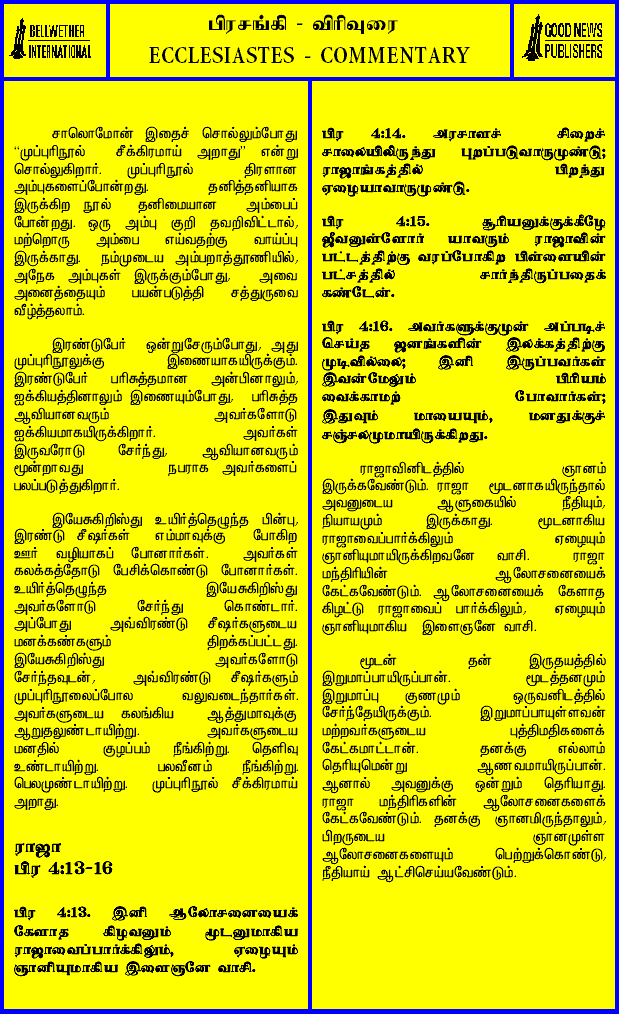 BELLWETHER
INTERNATIONAL
பிரசங்கி - விரிவுரை
ECCLESIASTES - COMMENTARY
GOOD NEWS
PUBLISHERS
சாலொமோன் இதைச் சொல்லும்போது
“முப்புரிநூல் சீக்கிரமாய் அறாது” என்று
சொல்லுகிறார். முப்புரிநூல் திரளான
அம்புகளைப்போன்றது. தனித்தனியாக
இருக்கிற நூல் தனிமையான அம்பைப்
போன்றது. ஒரு அம்பு குறி தவறிவிட்டால்,
மற்றொரு அம்பை எய்வதற்கு வாய்ப்பு
இருக்காது. நம்முடைய அம்பறாத்தூணியில்,
அநேக அம்புகள் இருக்கும்போது, அவை
அனைத்தையும் பயன்படுத்தி சத்துருவை
வீழ்த்தலாம்.
இரண்டுபேர் ஒன்றுசேரும்போது, அது
முப்புரிநூலுக்கு இணையாகயிருக்கும்.
இரண்டுபேர் பரிசுத்தமான அன்பினாலும்,
ஐக்கியத்தினாலும் இணையும்போது, பரிசுத்த
ஆவியானவரும் அவர்களோடு
ஐக்கியமாகயிருக்கிறார். அவர்கள்
இருவரோடு சேர்ந்து, ஆவியானவரும்
மூன்றாவது நபராக அவர்களைப்
பலப்படுத்துகிறார்.
இயேசுகிறிஸ்து உயிர்த்தெழுந்த பின்பு,
இரண்டு சீஷர்கள் எம்மாவுக்கு போகிற
ஊர் வழியாகப் போனார்கள். அவர்கள்
கலக்கத்தோடு பேசிக்கொண்டு போனார்கள்.
உயிர்த்தெழுந்த இயேசுகிறிஸ்து
அவர்களோடு சேர்ந்து கொண்டார்.
அப்போது அவ்விரண்டு சீஷர்களுடைய
மனக்கண்களும் திறக்கப்பட்டது.
இயேசுகிறிஸ்து அவர்களோடு
சேர்ந்தவுடன், அவ்விரண்டு சீஷர்களும்
முப்புரிநூலைப்போல வலுவடைந்தார்கள்.
அவர்களுடைய கலங்கிய ஆத்துமாவுக்கு
ஆறுதலுண்டாயிற்று. அவர்களுடைய
மனதில் குழப்பம் நீங்கிற்று. தெளிவு
உண்டாயிற்று. பலவீனம் நீங்கிற்று.
பெலமுண்டாயிற்று. முப்புரிநூல் சீக்கிரமாய்
அறாது.
ராஜா
பிர 4:13-16
பிர 4:13. இனி ஆலோசனையைக்
கேளாத கிழவனும் மூடனுமாகிய
ராஜாவைப்பார்க்கிலும், ஏழையும்
ஞானியுமாகிய இளைஞனே வாசி.
பிர 4:14. அரசாளச் சிறைச்
சாலையிலிருந்து புறப்படுவாருமுண்டு;
ராஜாங்கத்தில் பிறந்து
ஏழையாவாருமுண்டு.
பிர 4:15. சூரியனுக்குக்கீழே
ஜீவனுள்ளோர் யாவரும் ராஜாவின்
பட்டத்திற்கு வரப்போகிற பிள்ளையின்
பட்சத்தில் சார்ந்திருப்பதைக்
கண்டேன்.
பிர 4:16. அவர்களுக்குமுன் அப்படிச்
செய்த ஜனங்களின் இலக்கத்திற்கு
முடிவில்லை; இனி இருப்பவர்கள்
இவன்மேலும் பிரியம்
வைக்காமற் போவார்கள்;
இதுவும் மாயையும், மனதுக்குச்
சஞ்சலமுமாயிருக்கிறது.
ராஜாவினிடத்தில் ஞானம்
இருக்கவேண்டும். ராஜா மூடனாகயிருந்தால்
அவனுடைய ஆளுகையில் நீதியும்,
நியாயமும் இருக்காது. மூடனாகிய
ராஜாவைப்பார்க்கிலும் ஏழையும்
ஞானியுமாயிருக்கிறவனே வாசி. ராஜா
மந்திரியின் ஆலோசனையைக்
கேட்கவேண்டும். ஆலோசனையைக் கேளாத
கிழட்டு ராஜாவைப் பார்க்கிலும், ஏழையும்
ஞானியுமாகிய இளைஞனே வாசி.
மூடன் தன் இருதயத்தில்
இறுமாப்பாயிருப்பான். மூடத்தனமும்
இறுமாப்பு குணமும் ஒருவனிடத்தில்
சேர்ந்தேயிருக்கும். இறுமாப்பாயுள்ளவன்
மற்றவர்களுடைய புத்திமதிகளைக்
கேட்கமாட்டான். தனக்கு எல்லாம்
தெரியுமென்று ஆணவமாயிருப்பான்.
ஆனால் அவனுக்கு ஒன்றும் தெரியாது.
ராஜா மந்திரிகளின் ஆலோசனைகளைக்
கேட்கவேண்டும். தனக்கு ஞானமிருந்தாலும்,
பிறருடைய ஞானமுள்ள
ஆலோசனைகளையும் பெற்றுக்கொண்டு,
நீதியாய் ஆட்சிசெய்யவேண்டும்.